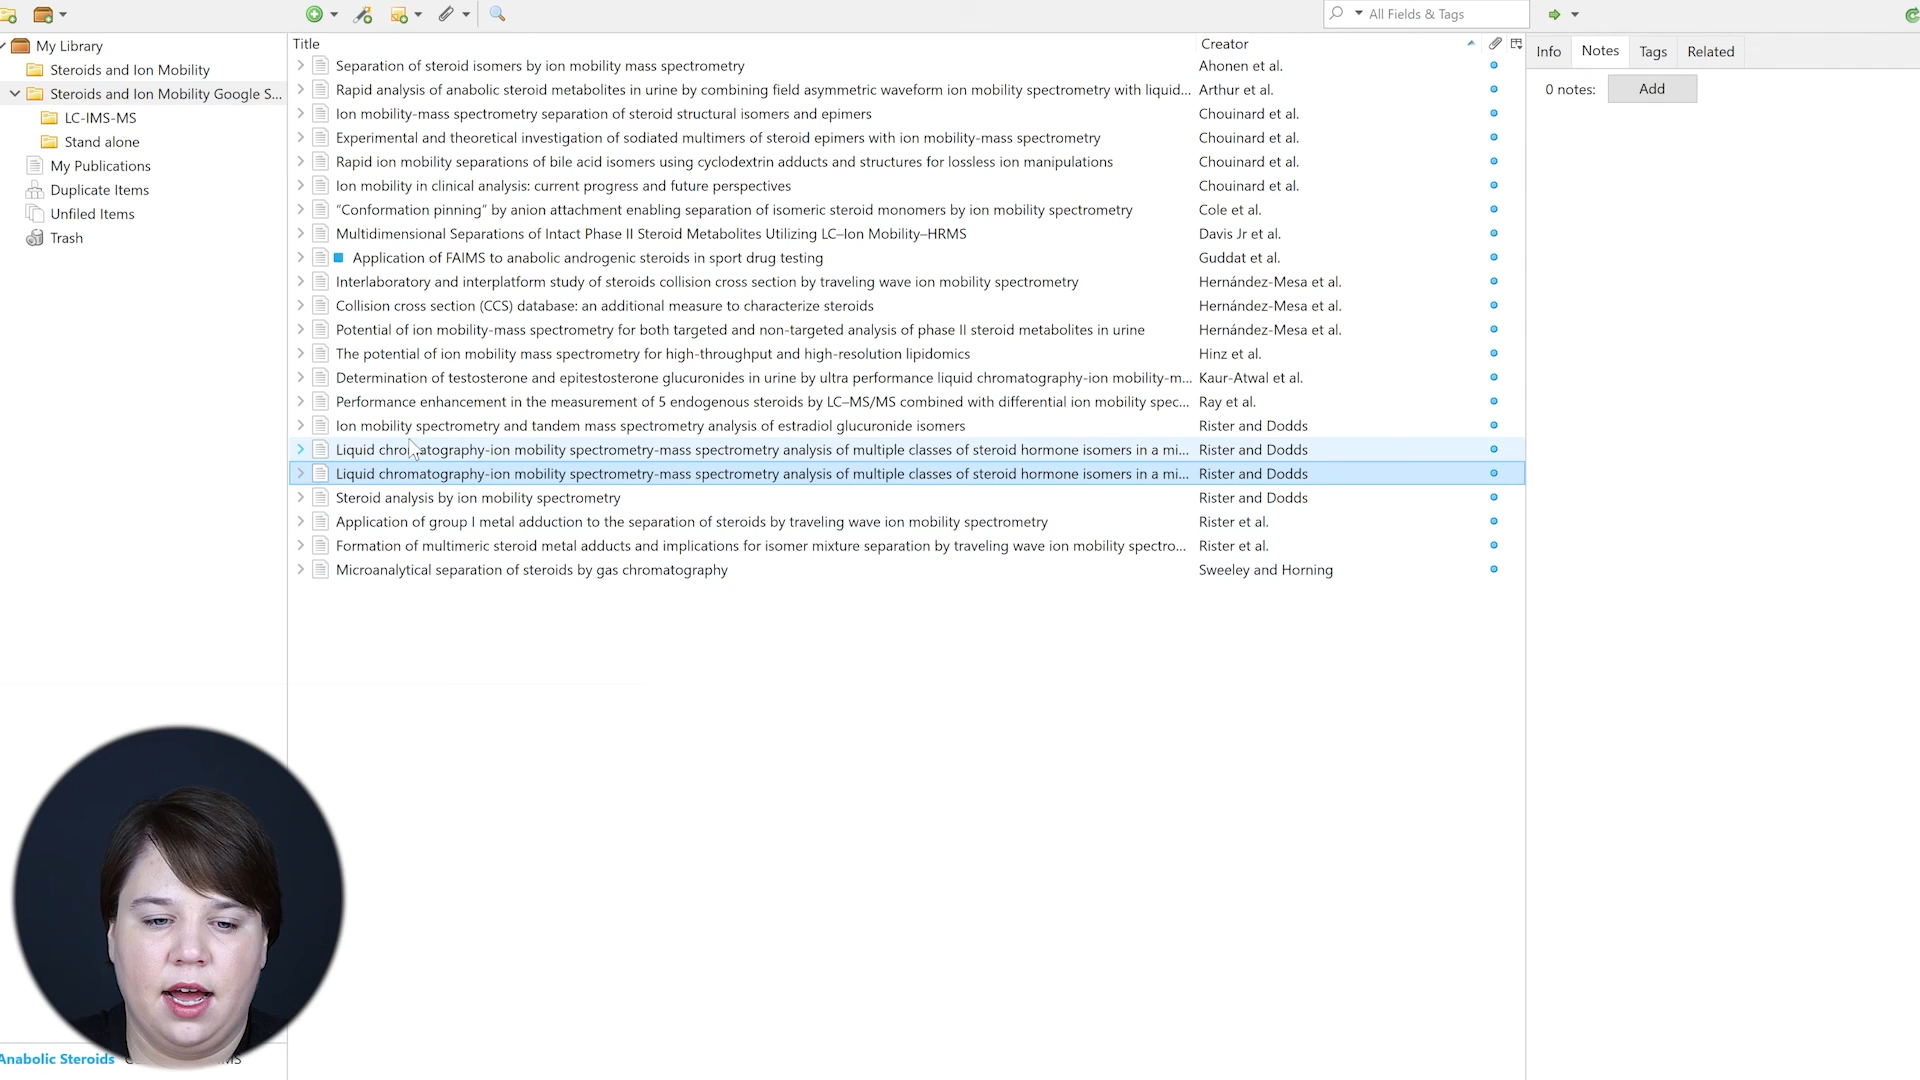 All Fields & Tags
My Library
Steroids and Ion Mobility
Steroids and Ion Mobility Google S...
LC-IMS-MS
Stand alone
My Publications
Duplicate Items
Unfiled Items
Trash
Title Creator
Separation of steroid isomers by ion mobility mass spectrometry Ahonen et al.
Rapid analysis of anabolic steroid metabolites in urine by combining field asymmetric waveform ion mobility spectrometry with liquid... Arthur et al.
Ion mobility-mass spectrometry separation of steroid structural isomers and epimers Chouinard et al.
Experimental and theoretical investigation of sodiated multimers of steroid epimers with ion mobility-mass spectrometry Chouinard et al.
Rapid ion mobility separations of bile acid isomers using cyclodextrin adducts and structures for lossless ion manipulations Chouinard et al.
Ion mobility in clinical analysis: current progress and future perspectives Chouinard et al.
“Conformation pinning” by anion attachment enabling separation of isomeric steroid monomers by ion mobility spectrometry Cole et al.
Multidimensional Separations of Intact Phase II Steroid Metabolites Utilizing LC–Ion Mobility–HRMS Davis Jr et al.
Application of FAIMS to anabolic androgenic steroids in sport drug testing Guddat et al.
Interlaboratory and interplatform study of steroids collision cross section by traveling wave ion mobility spectrometry Hernández-Mesa et al.
Collision cross section (CCS) database: an additional measure to characterize steroids Hernández-Mesa et al.
Potential of ion mobility-mass spectrometry for both targeted and non-targeted analysis of phase II steroid metabolites in urine Hernández-Mesa et al.
The potential of ion mobility mass spectrometry for high-throughput and high-resolution lipidomics Hinz et al.
Determination of testosterone and epitestosterone glucuronides in urine by ultra performance liquid chromatography-ion mobility-m... Kaur-Atwal et al.
Performance enhancement in the measurement of 5 endogenous steroids by LC–MS/MS combined with differential ion mobility spec... Ray et al.
Ion mobility spectrometry and tandem mass spectrometry analysis of estradiol glucuronide isomers Rister and Dodds
Liquid chromatography-ion mobility spectrometry-mass spectrometry analysis of multiple classes of steroid hormone isomers in a mi... Rister and Dodds
Liquid chromatography-ion mobility spectrometry-mass spectrometry analysis of multiple classes of steroid hormone isomers in a mi... Rister and Dodds
Steroid analysis by ion mobility spectrometry Rister and Dodds
Application of group I metal adduction to the separation of steroids by traveling wave ion mobility spectrometry Rister et al.
Formation of multimeric steroid metal adducts and implications for isomer mixture separation by traveling wave ion mobility spectro... Rister et al.
Microanalytical separation of steroids by gas chromatography Sweeley and Horning
Info Notes Tags Related
0 notes: Add
Anabolic Steroids